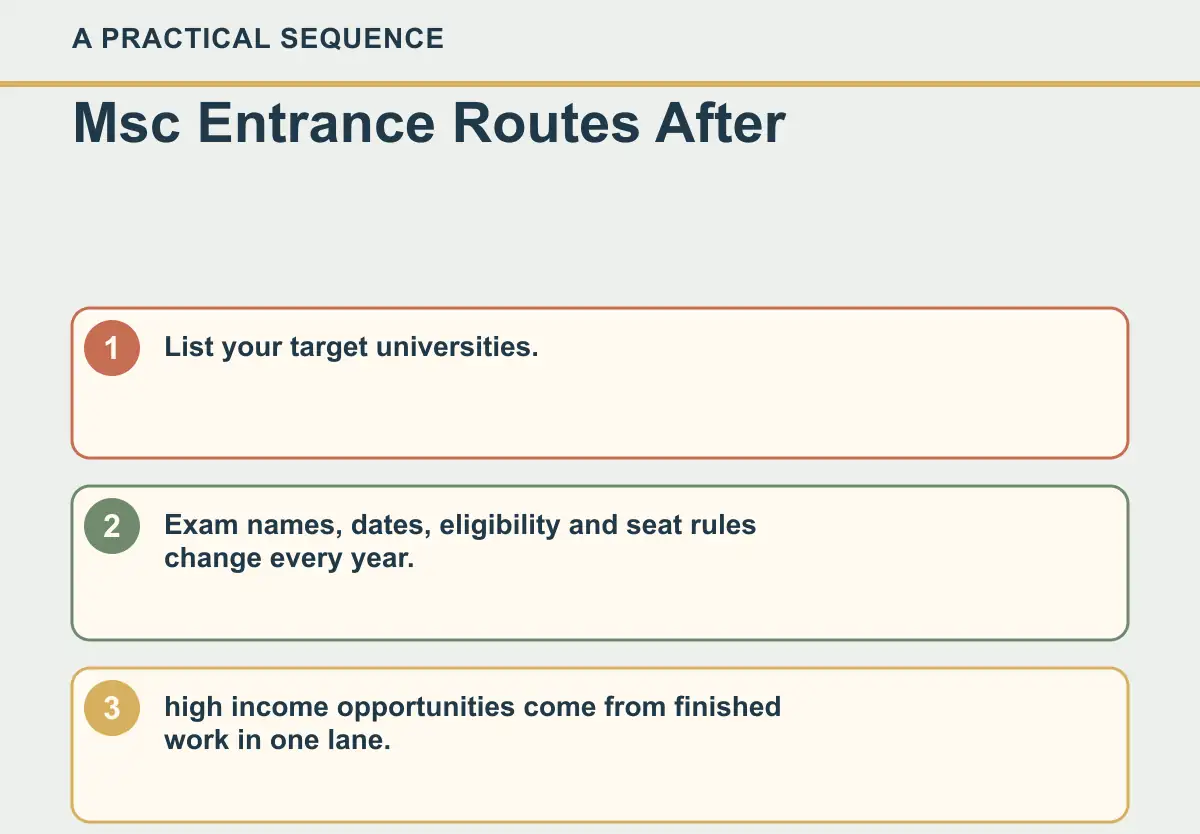 A PRACTICAL SEQUENCE
Msc Entrance Routes After
1
List your target universities.
2
Exam names, dates, eligibility and seat rules
change every year.
3
high income opportunities come from finished
work in one lane.